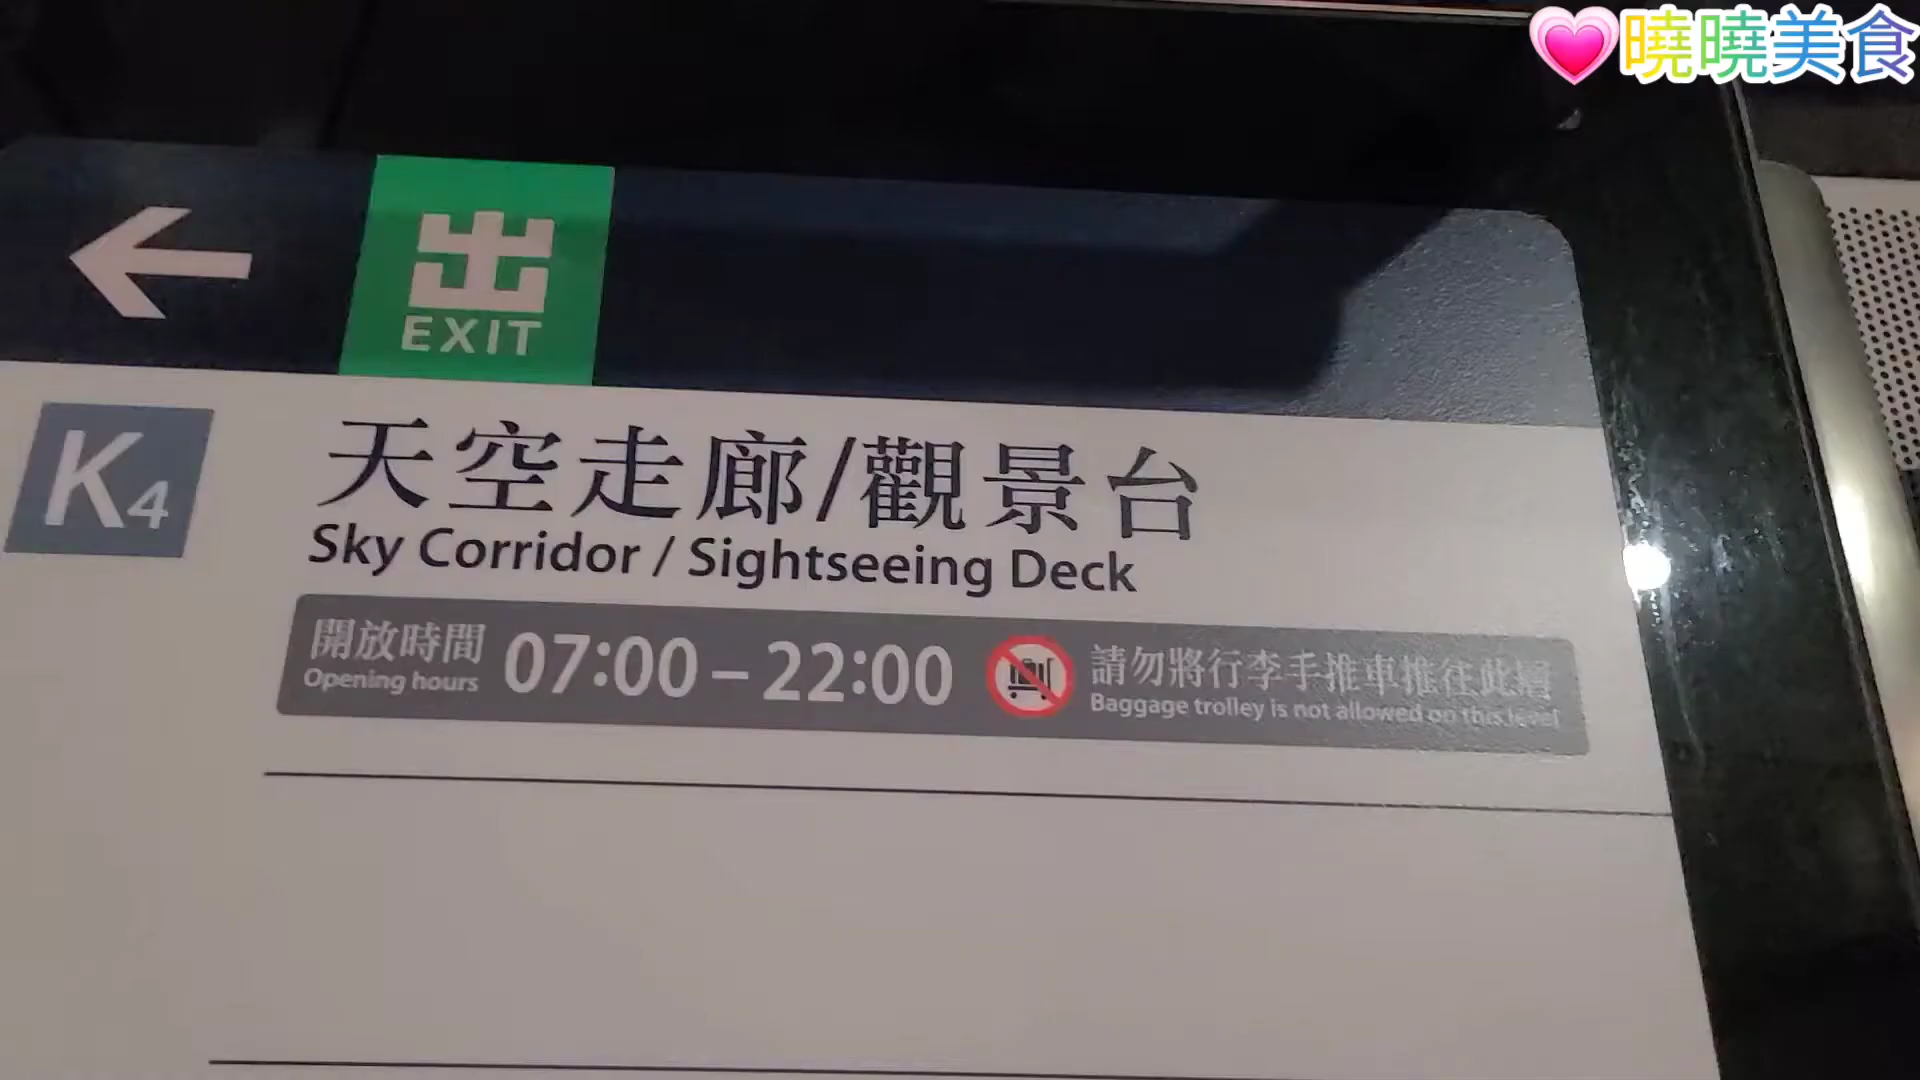 曉曉美食
出
EXIT
K4
天空走廊/觀景台
Sky Corridor / Sightseeing Deck
開放時間
Opening hours
07:00 – 22:00
請勿將行李手推車推往此層
Baggage trolley is not allowed on this level